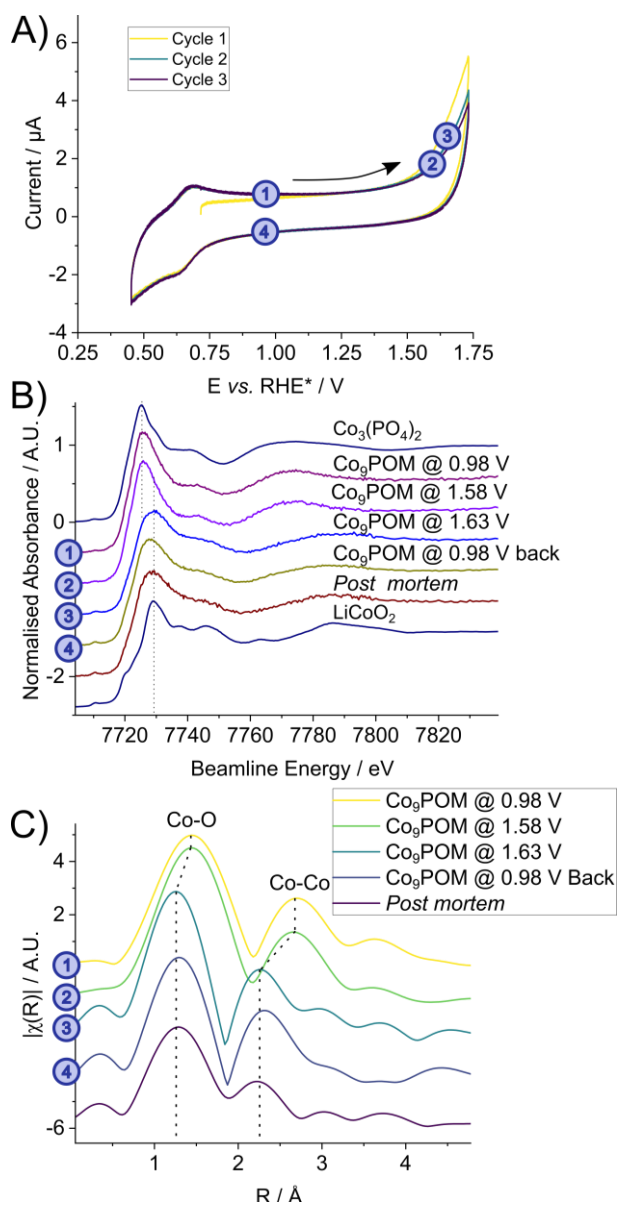 A)
Cycle 1
Cycle 2
Cycle 3
6
4
2
0
-2
-4
Current / µA
1
2
3
4
0.25 0.50 0.75 1.00 1.25 1.50 1.75
E vs. RHE* / V
B)
Normalised Absorbance / A.U.
1
0
-2
Co₃(PO₄)₂
Co₉POM @ 0.98 V
Co₉POM @ 1.58 V
Co₉POM @ 1.63 V
Co₉POM @ 0.98 V back
Post mortem
LiCoO₂
1
2
3
4
7720 7740 7760 7780 7800 7820
Beamline Energy / eV
C)
Co₉POM @ 0.98 V
Co₉POM @ 1.58 V
Co₉POM @ 1.63 V
Co₉POM @ 0.98 V Back
Post mortem
Co-O
Co-Co
|χ(R)| / A.U.
4
2
-6
1
2
3
4
1 2 3 4
R / Å